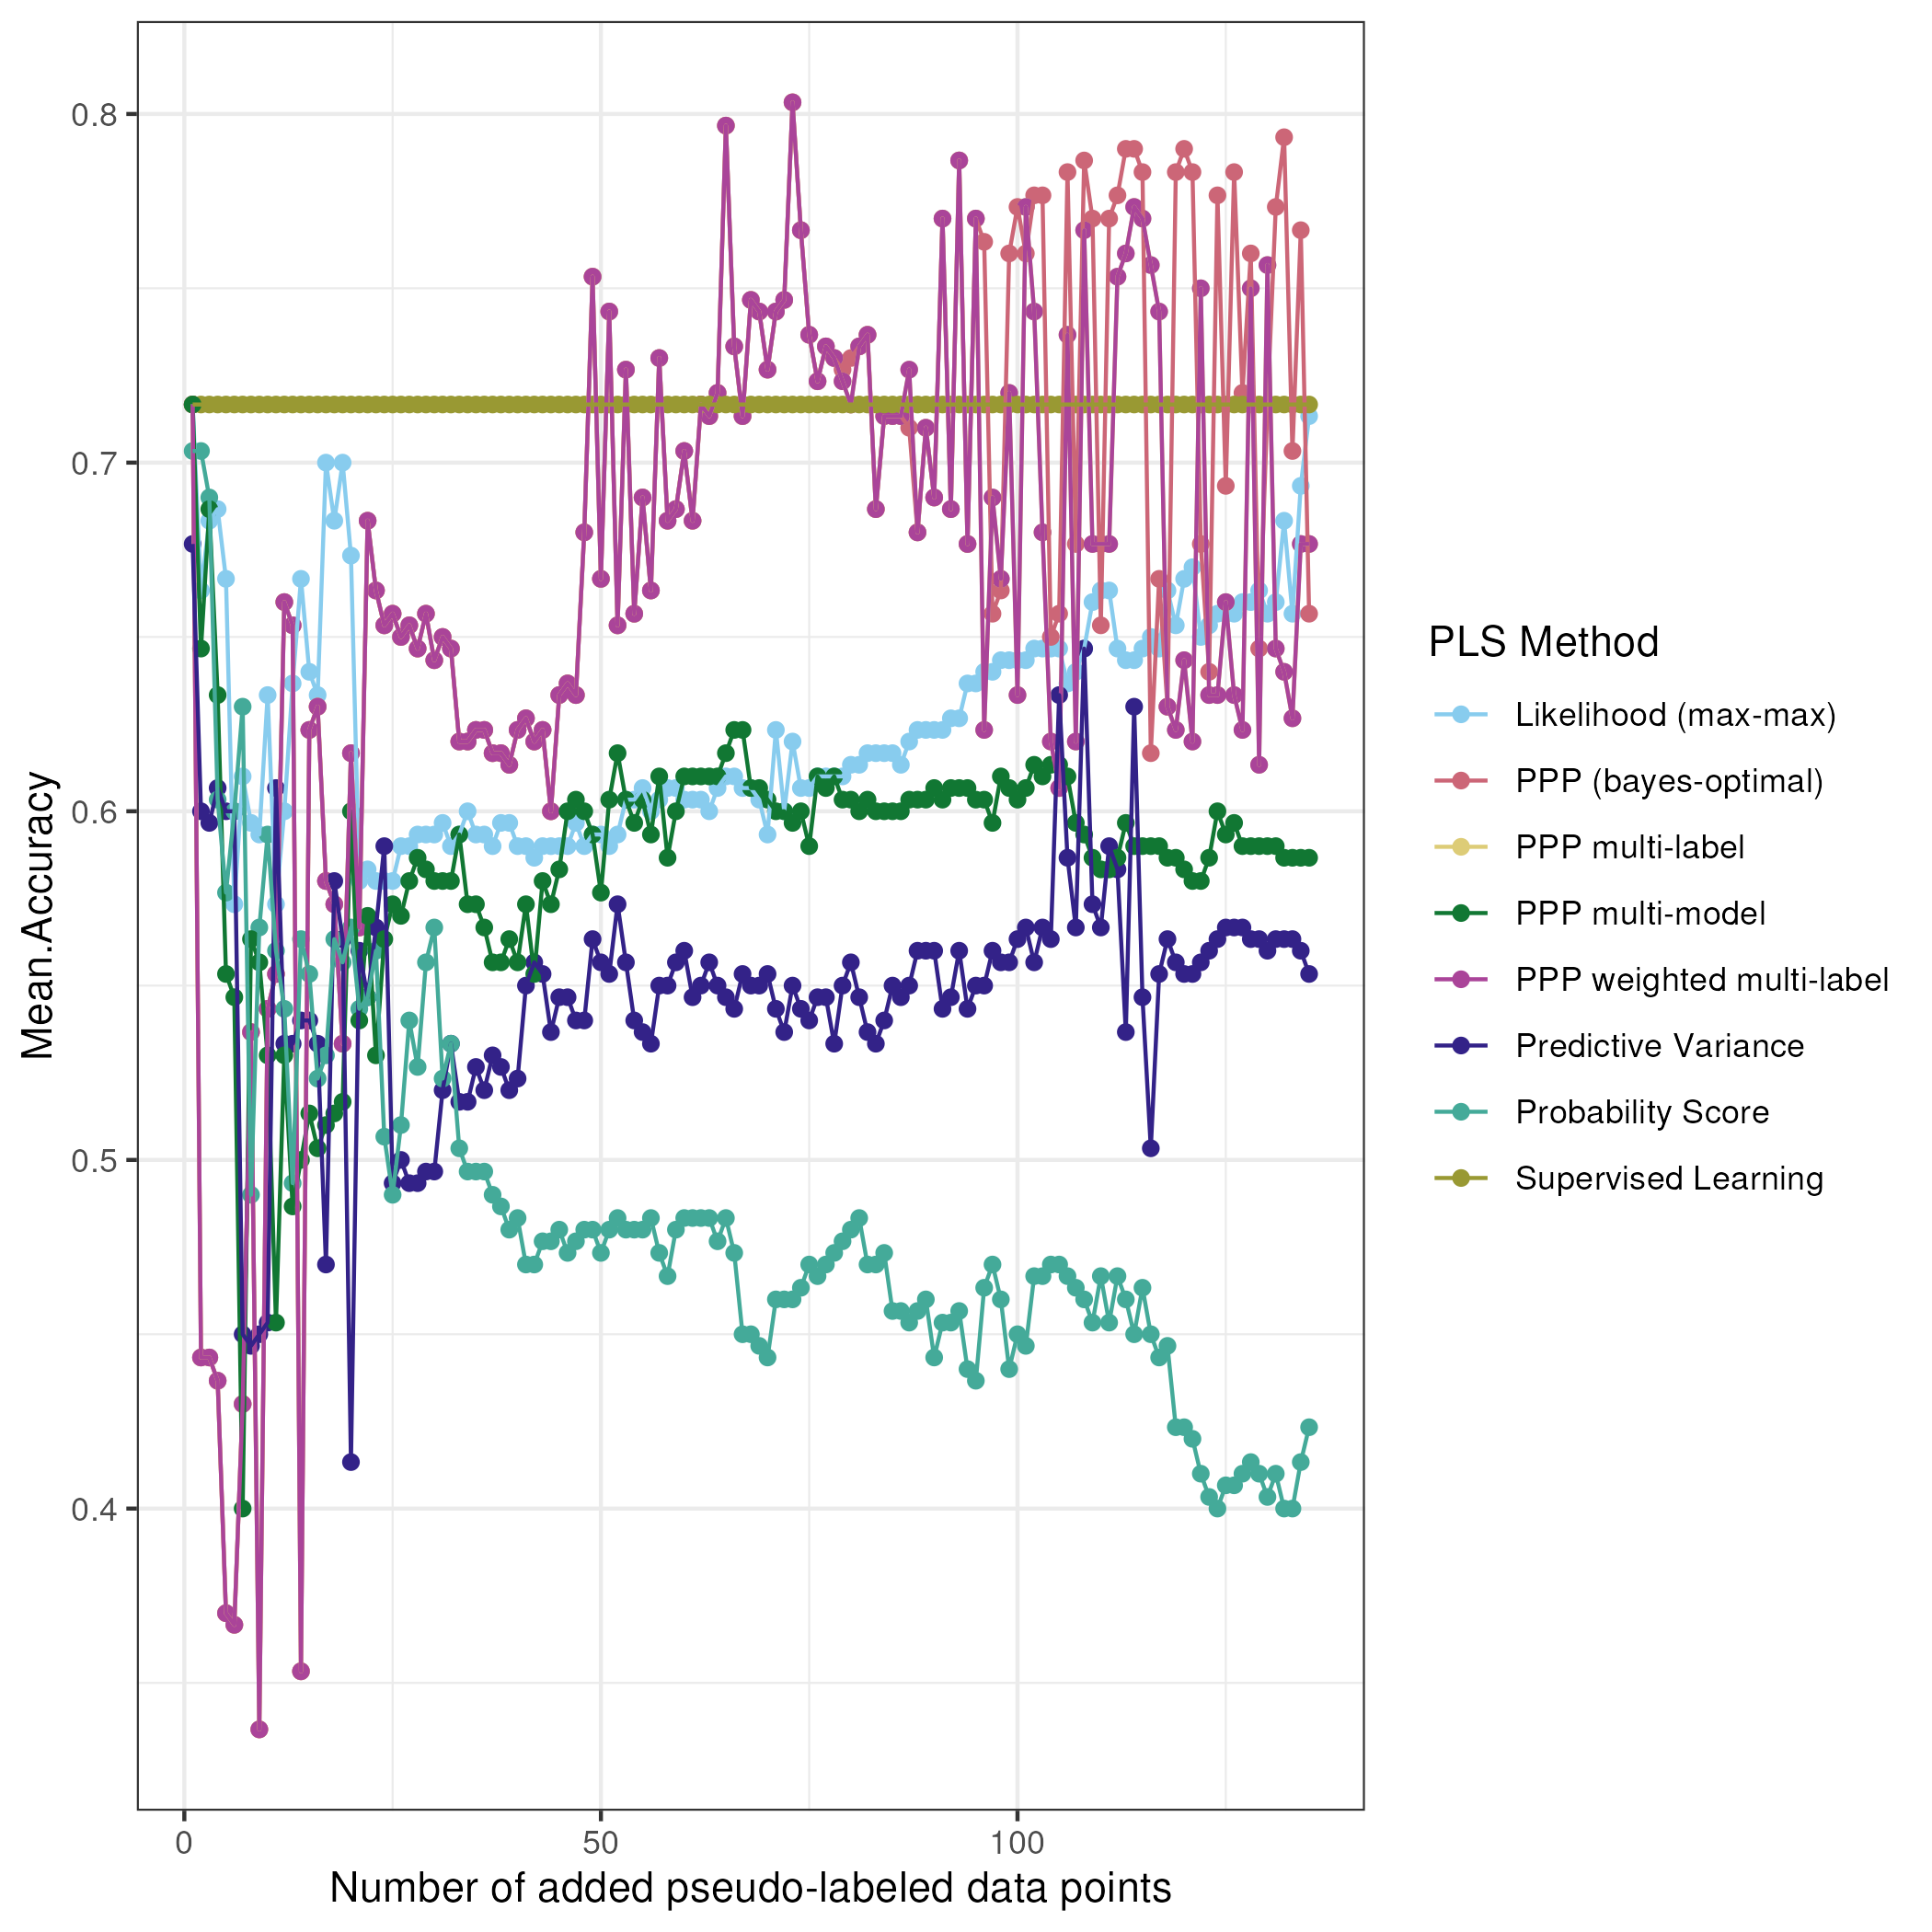 0.8
0.7
0.6
0.5
0.4
Mean.Accuracy
0
50
100
Number of added pseudo-labeled data points
PLS Method
Likelihood (max-max)
PPP (bayes-optimal)
PPP multi-label
PPP multi-model
PPP weighted multi-label
Predictive Variance
Probability Score
Supervised Learning